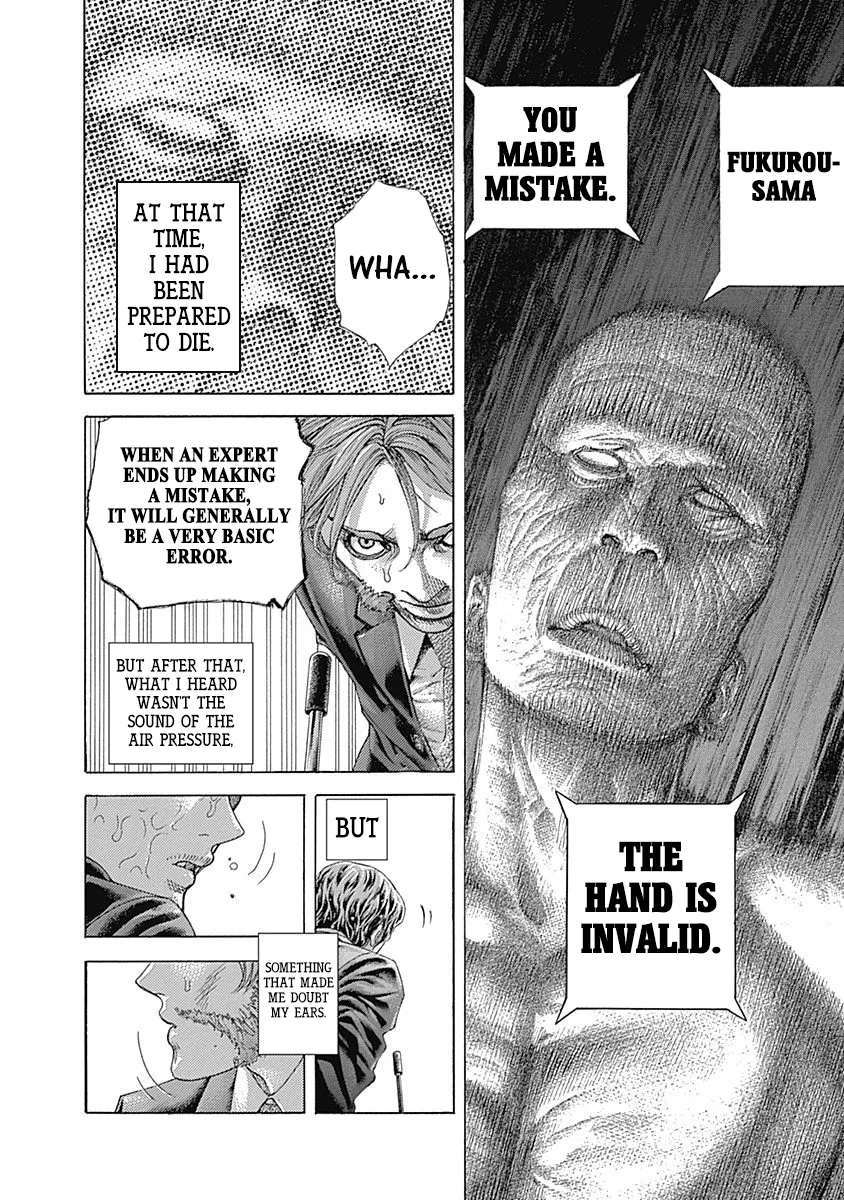 FUKUROU-
SAMA
YOU
MADE A
MISTAKE.
THE
HAND IS
INVALID.
WHA...
AT THAT
TIME,
I HAD
BEEN
PREPARED
TO DIE.
WHEN AN EXPERT
ENDS UP MAKING
A MISTAKE,
IT WILL GENERALLY
BE A VERY BASIC
ERROR.
BUT AFTER THAT,
WHAT I HEARD
WASN'T THE
SOUND OF THE
AIR PRESSURE,
BUT
SOMETHING
THAT MADE
ME DOUBT
MY EARS.